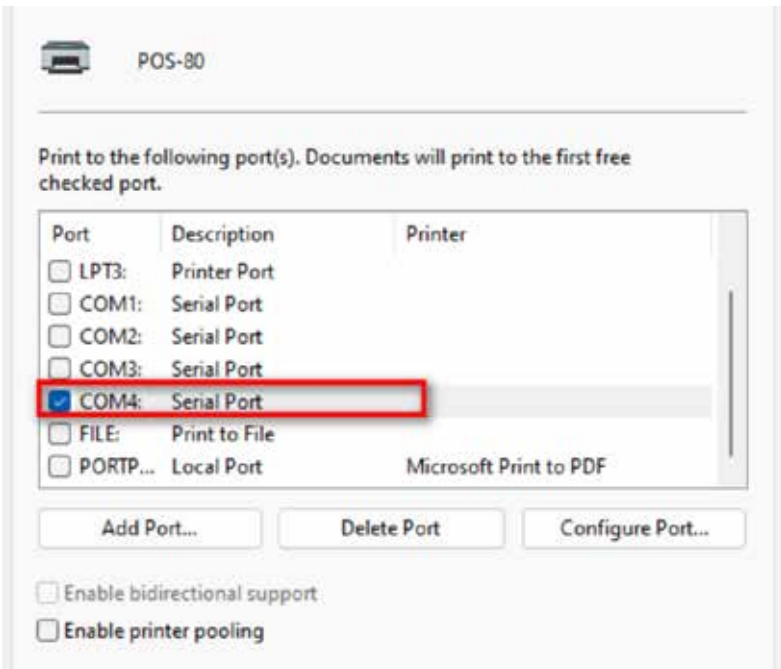 POS-80
Print to the following port(s). Documents will print to the first free
checked port.
Port Description Printer
LPT3: Printer Port
COM1: Serial Port
COM2: Serial Port
COM3: Serial Port
COM4: Serial Port
FILE: Print to File
PORTP... Local Port Microsoft Print to PDF
Add Port... Delete Port Configure Port...
Enable bidirectional support
Enable printer pooling